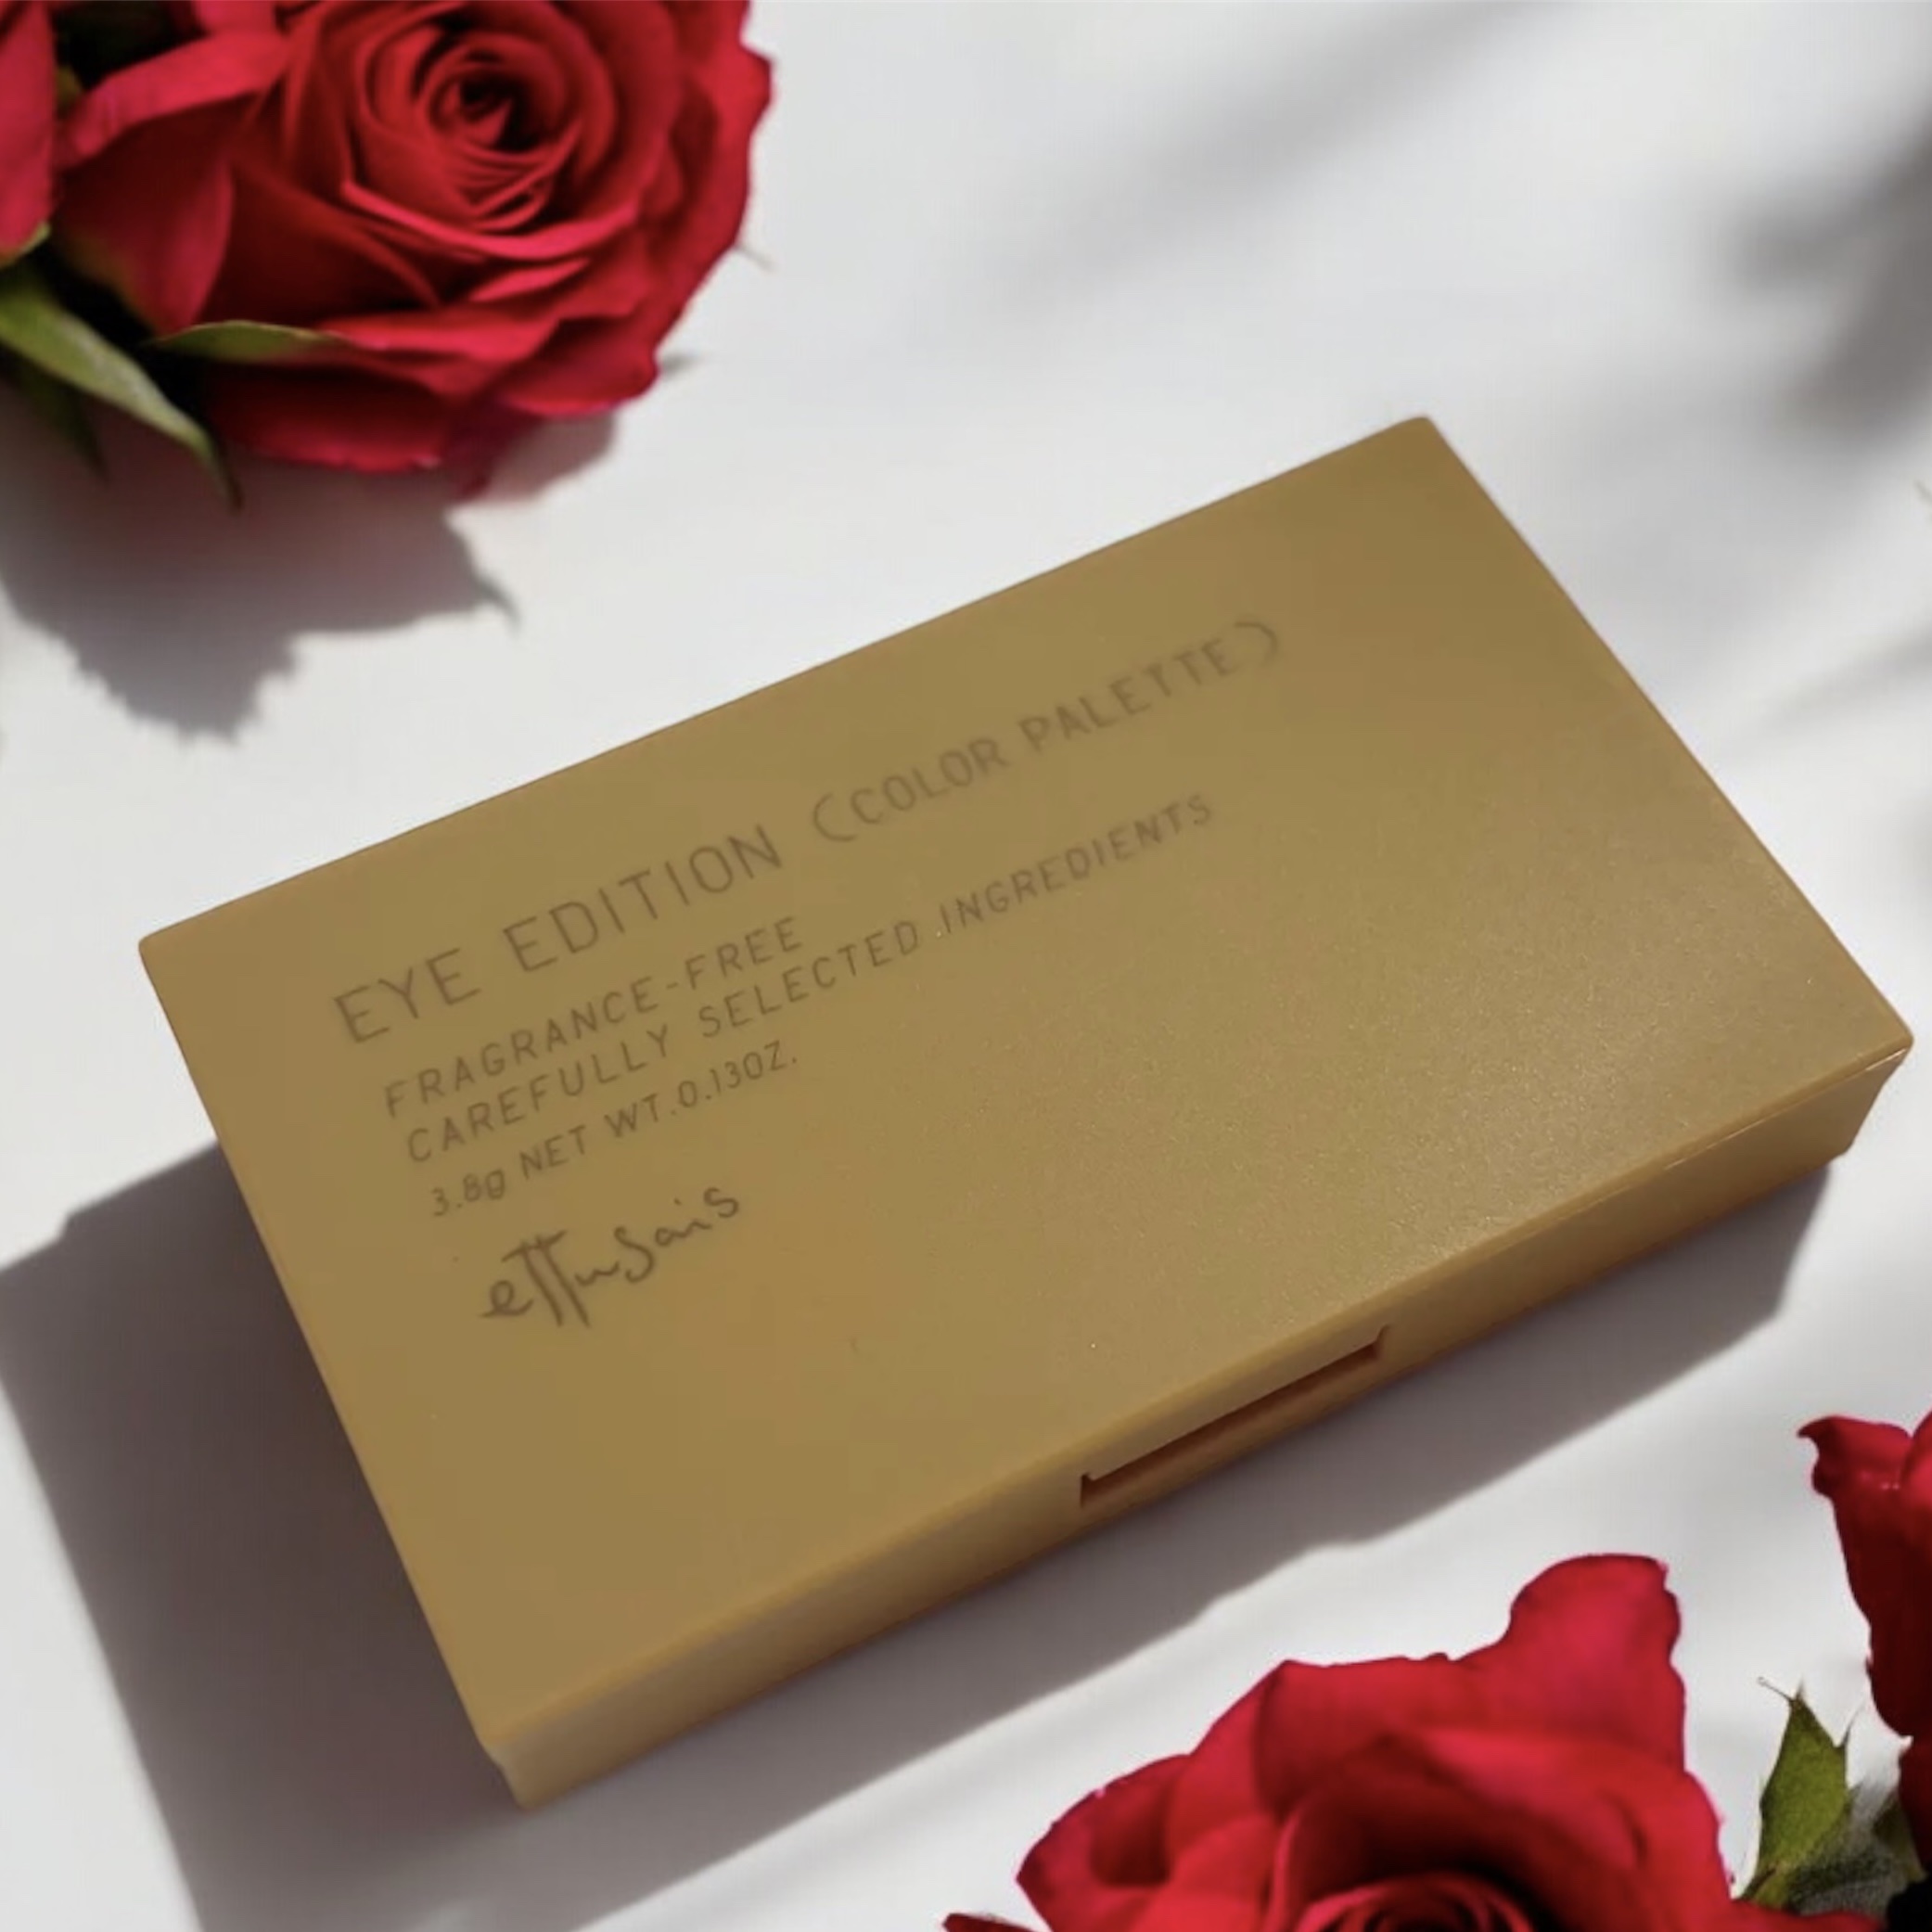 EYE EDITION (COLOR PALETTE)
FRAGRANCE-FREE
CAREFULLY SELECTED INGREDIENTS
3.8g NET WT.0.13OZ.
ettusais